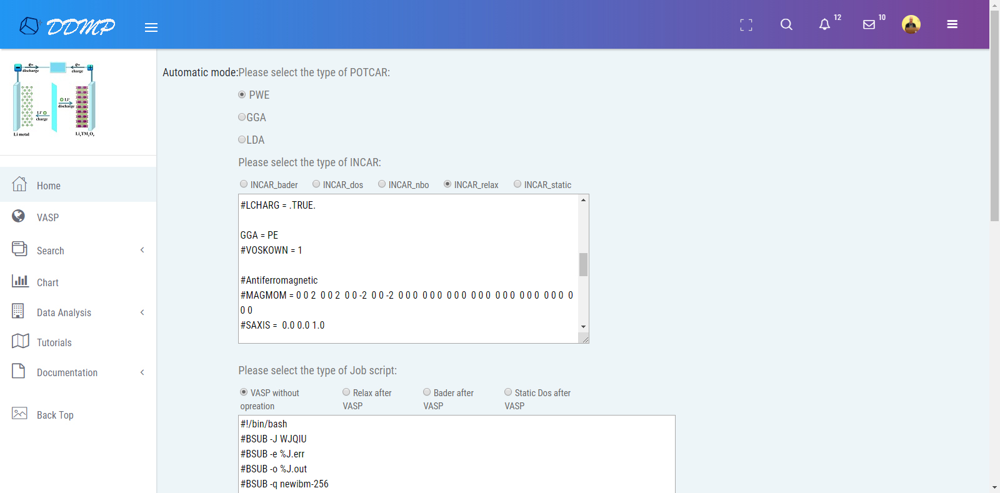 DDMP
12
10
e- discharge
e- charge
Li+
discharge
Li+
charge
Li metal
LixTM2O4
Home
VASP
Search
Chart
Data Analysis
Tutorials
Documentation
Back Top
Automatic mode:Please select the type of POTCAR:
PWE
GGA
LDA
Please select the type of INCAR:
INCAR_bader INCAR_dos INCAR_nbo INCAR_relax INCAR_static
#LCHARG = .TRUE.
GGA = PE
#VOSKOWN = 1
#Antiferromagnetic
#MAGMOM = 0 0 2  0 0 2  0 0 -2  0 0 -2  0 0 0  0 0 0  0 0 0  0 0 0  0 0 0  0 0 0  0 0 0  0
0 0
#SAXIS =  0.0 0.0 1.0
Please select the type of Job script:
VASP without Relax after Bader after Static Dos after
opreation VASP VASP VASP
#!/bin/bash
#BSUB -J WJQIU
#BSUB -e %J.err
#BSUB -o %J.out
#BSUB -q newibm-256